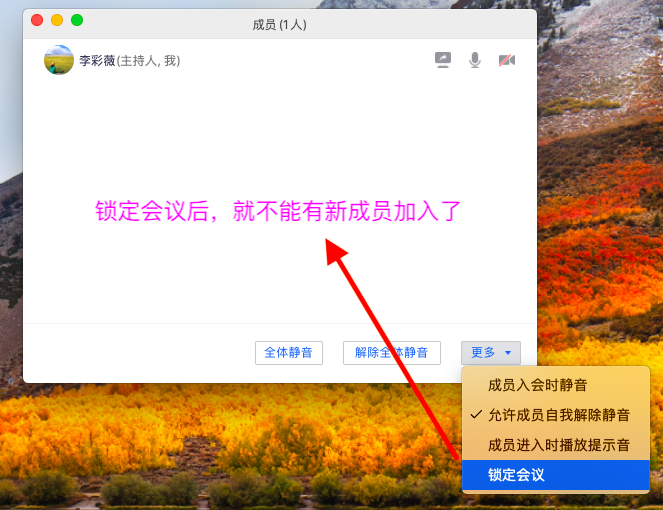 成员(1人)
李彩薇(主持人, 我)
锁定会议后，就不能有新成员加入了
全体静音
解除全体静音
更多
成员入会时静音
允许成员自我解除静音
成员进入时播放提示音
锁定会议